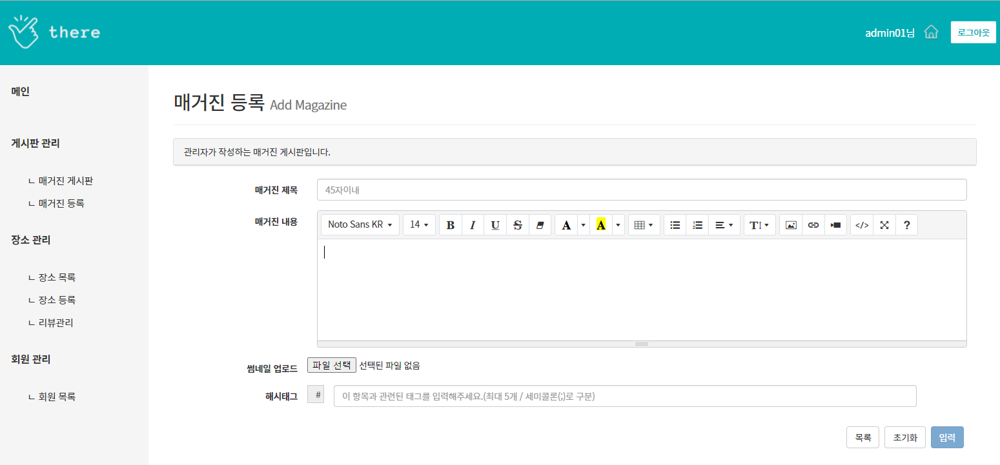 there
admin01님
로그아웃
메인
게시판 관리
ㄴ 매거진 게시판
ㄴ 매거진 등록
장소 관리
ㄴ 장소 목록
ㄴ 장소 등록
ㄴ 리뷰관리
회원 관리
ㄴ 회원 목록
매거진 등록 Add Magazine
관리자가 작성하는 매거진 게시판입니다.
매거진 제목 45자이내
매거진 내용 Noto Sans KR 14 B I U S A A T </> ?
썸네일 업로드 파일 선택 선택된 파일 없음
해시태그 # 이 항목과 관련된 태그를 입력해주세요.(최대 5개 / 세미콜론(;)로 구분)
목록 초기화 입력